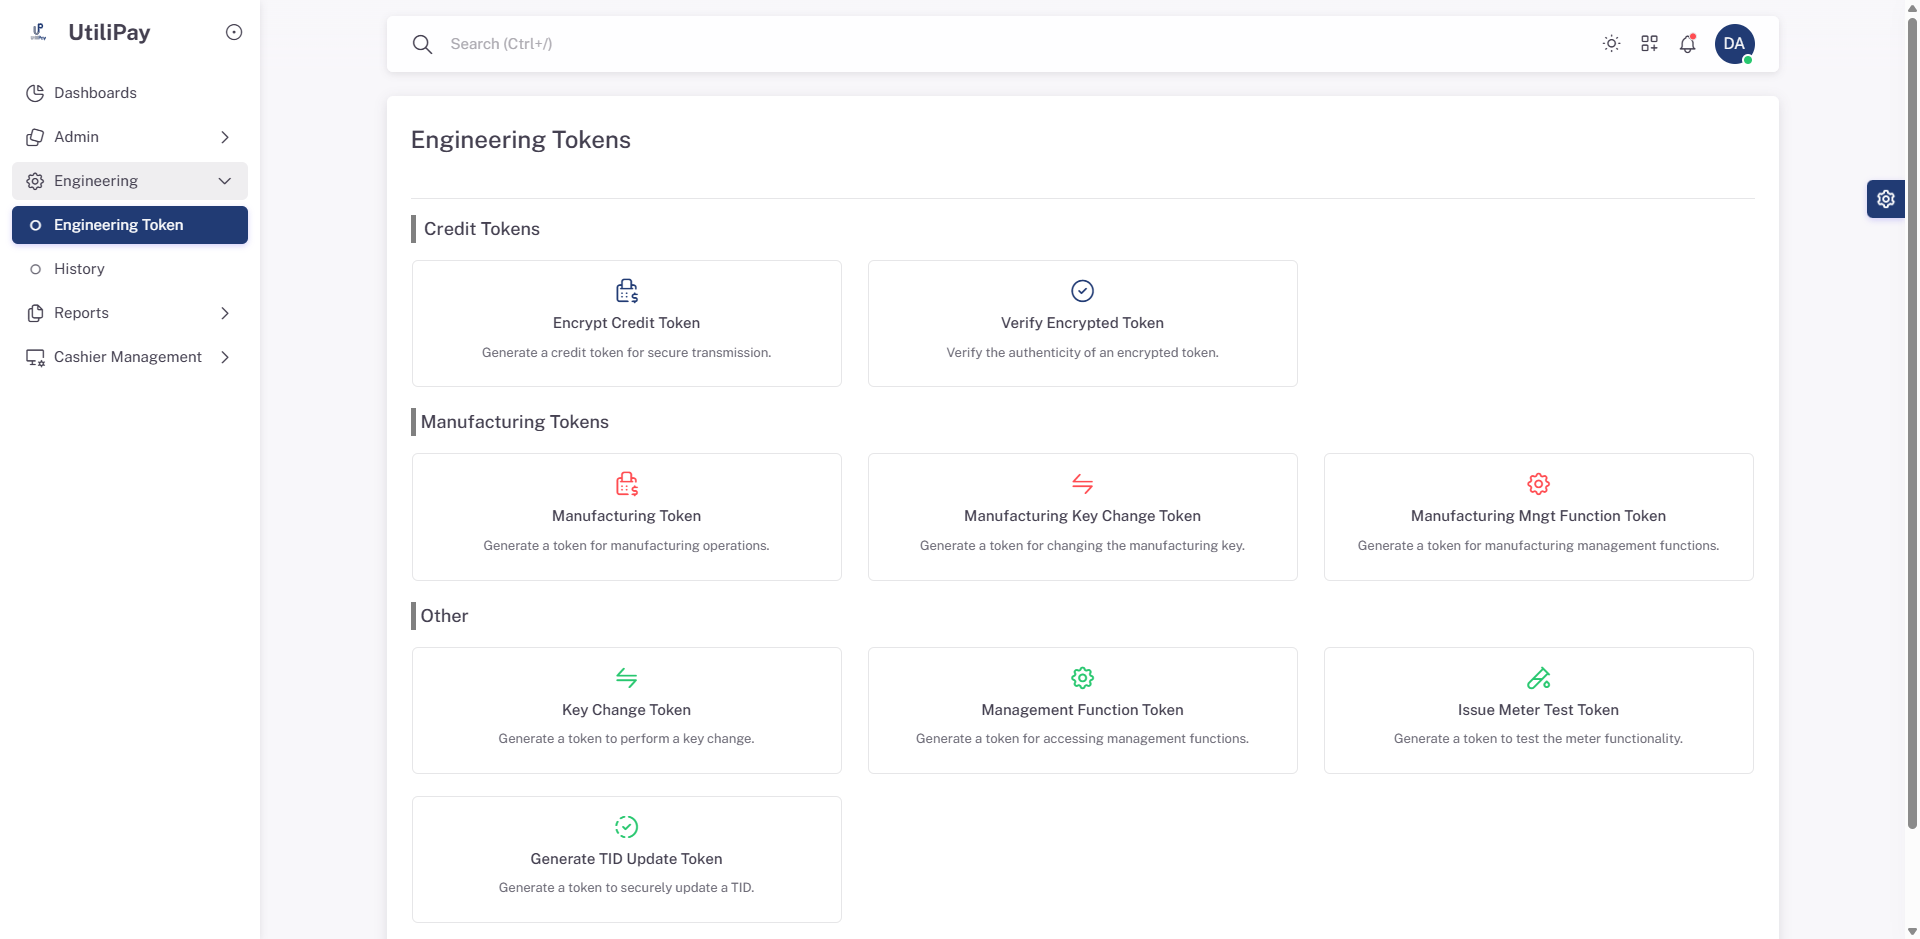 UtiliPay
Dashboards
Admin
Engineering
Engineering Token
History
Reports
Cashier Management
Search (Ctrl+/)
DA
Engineering Tokens
Credit Tokens
Encrypt Credit Token
Generate a credit token for secure transmission.
Verify Encrypted Token
Verify the authenticity of an encrypted token.
Manufacturing Tokens
Manufacturing Token
Generate a token for manufacturing operations.
Manufacturing Key Change Token
Generate a token for changing the manufacturing key.
Manufacturing Mngt Function Token
Generate a token for manufacturing management functions.
Other
Key Change Token
Generate a token to perform a key change.
Management Function Token
Generate a token for accessing management functions.
Issue Meter Test Token
Generate a token to test the meter functionality.
Generate TID Update Token
Generate a token to securely update a TID.